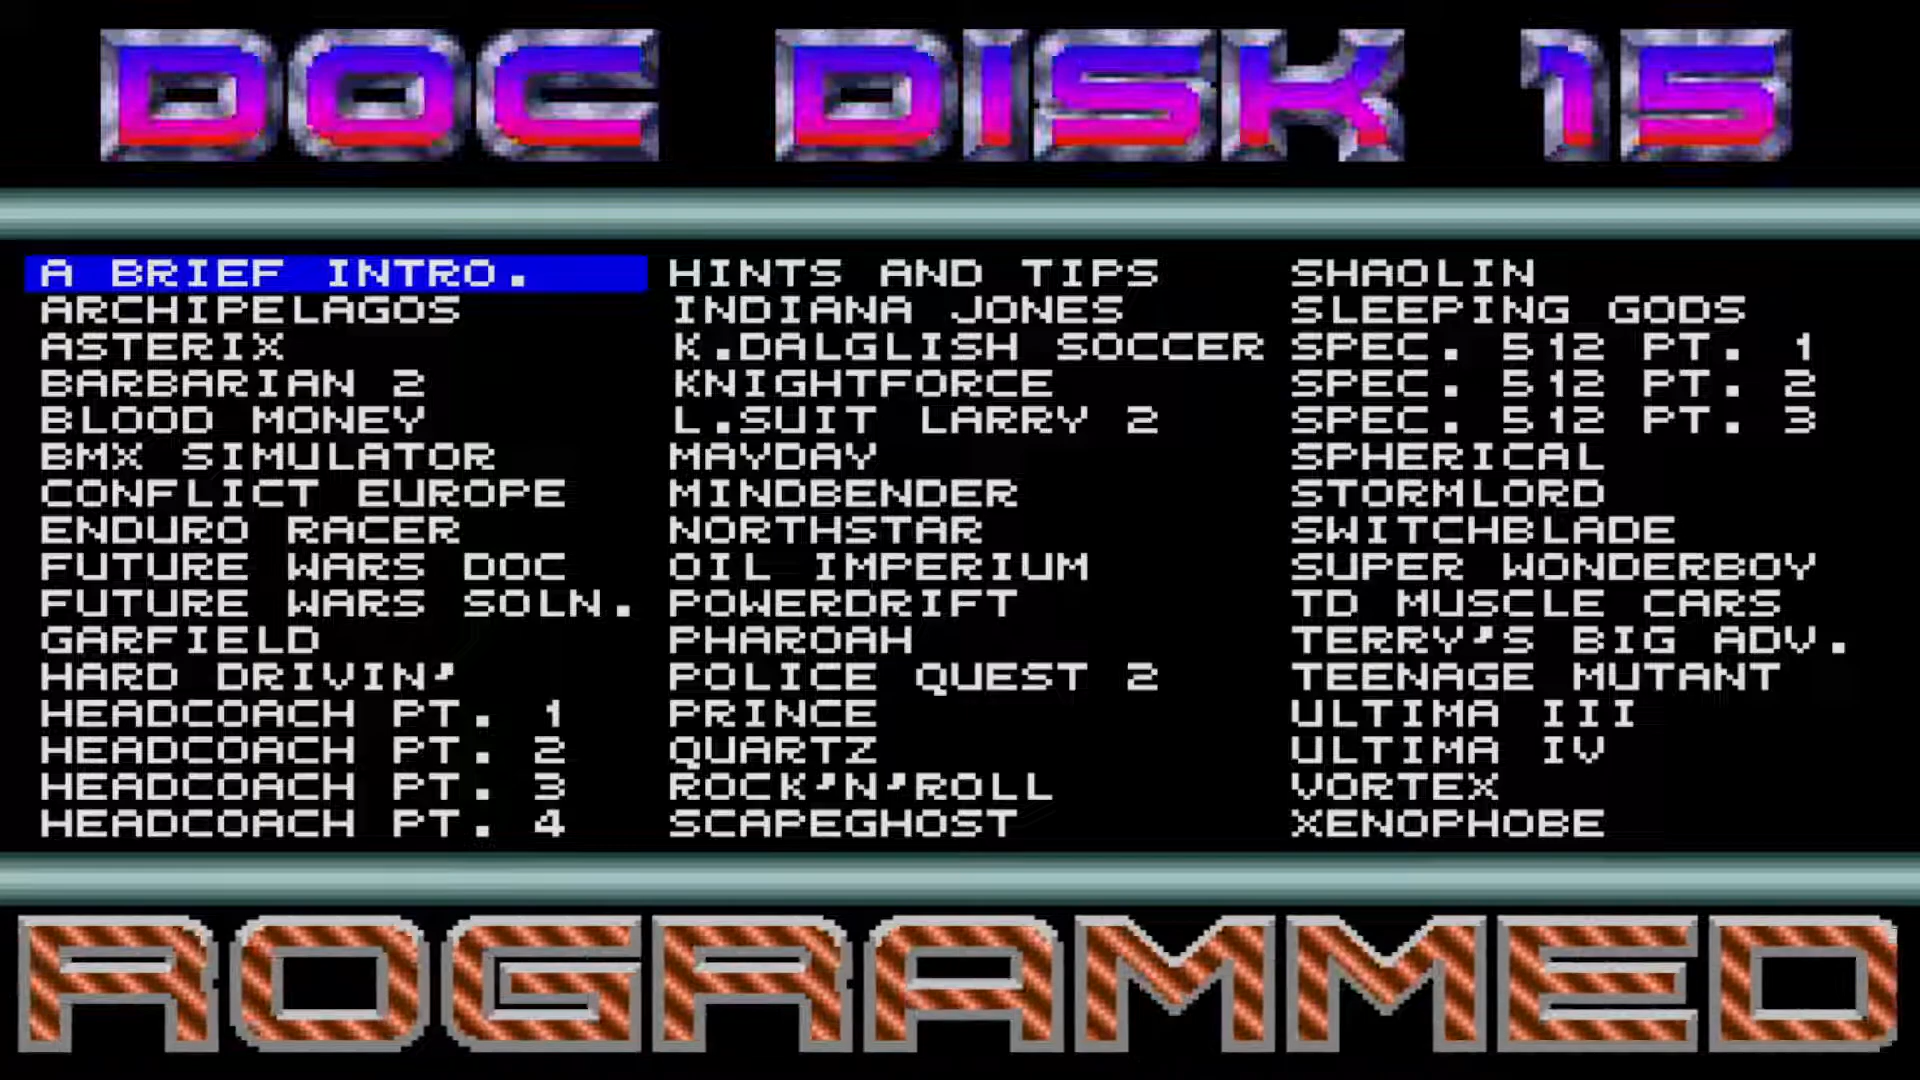 DOC DISK 15
A BRIEF INTRO.
ARCHIPELAGOS
ASTERIX
BARBARIAN 2
BLOOD MONEY
BMX SIMULATOR
CONFLICT EUROPE
ENDURO RACER
FUTURE WARS DOC
FUTURE WARS SOLN.
GARFIELD
HARD DRIVIN'
HEADCOACH PT. 1
HEADCOACH PT. 2
HEADCOACH PT. 3
HEADCOACH PT. 4
HINTS AND TIPS
INDIANA JONES
K.DALGLISH SOCCER
KNIGHTFORCE
L.SUIT LARRY 2
MAYDAY
MINDBENDER
NORTHSTAR
OIL IMPERIUM
POWERDRIFT
PHAROAH
POLICE QUEST 2
PRINCE
QUARTZ
ROCK'N'ROLL
SCAPEGHOST
SHAOLIN
SLEEPING GODS
SPEC. 512 PT. 1
SPEC. 512 PT. 2
SPEC. 512 PT. 3
SPHERICAL
STORMLORD
SWITCHBLADE
SUPER WONDERBOY
TD MUSCLE CARS
TERRY'S BIG ADV.
TEENAGE MUTANT
ULTIMA III
ULTIMA IV
VORTEX
XENOPHOBE
ROGRAMMED